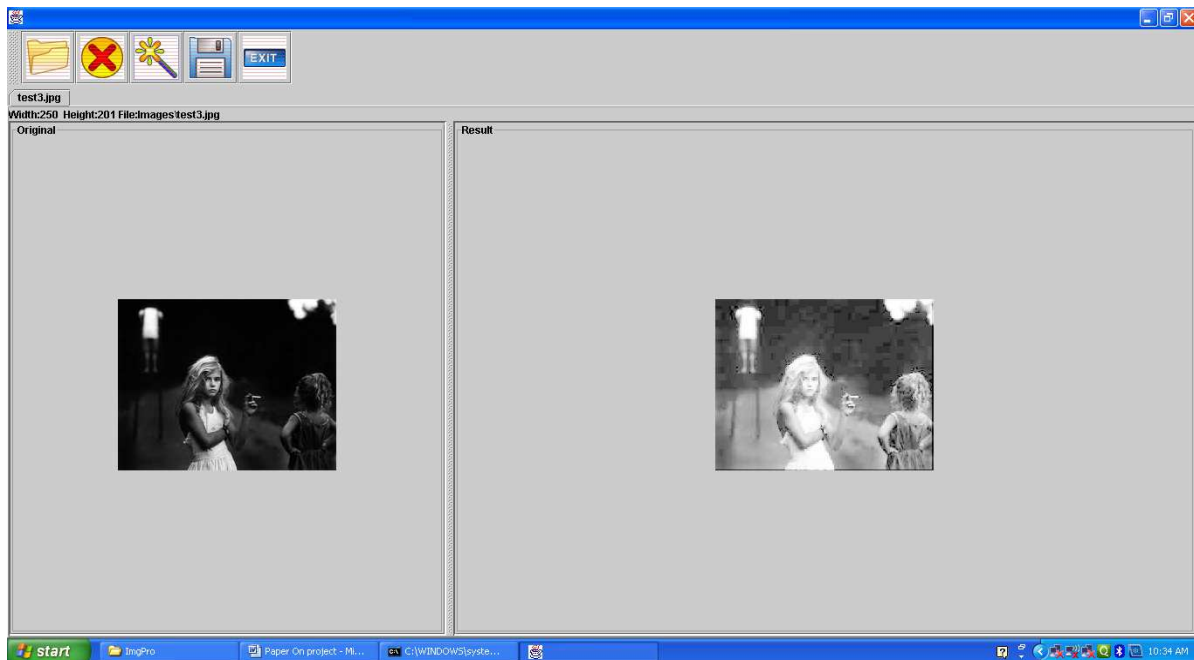 EXIT
test3.jpg
Width:250 Height:201 File:Images\test3.jpg
Original
Result
start
ImgPro
Paper On project - Mi...
C:\WINDOWS\syste...
10:34 AM